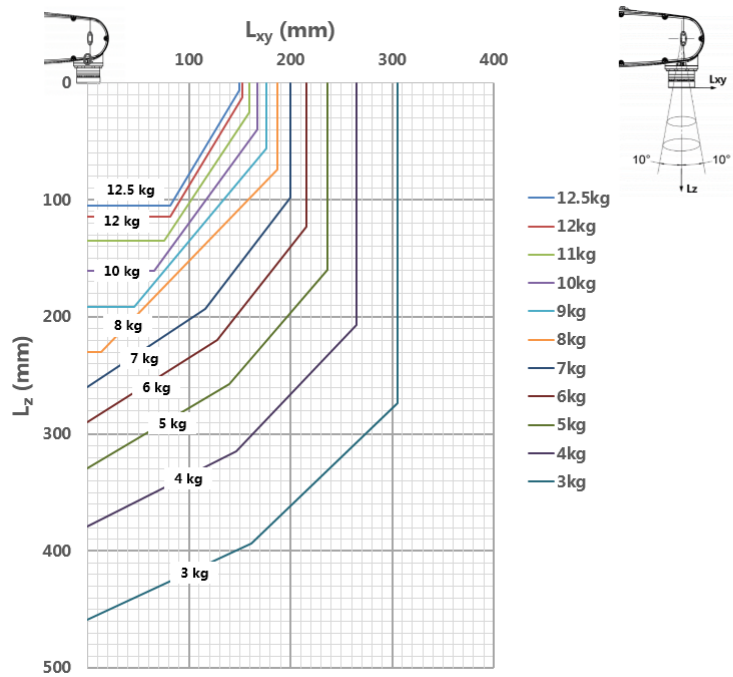 Lxy (mm)
100 200 300 400
0
100
200
300
400
500
Lz (mm)
12.5 kg
12 kg
10 kg
8 kg
7 kg
6 kg
5 kg
4 kg
3 kg
Lxy
10° 10°
Lz
12.5kg
12kg
11kg
10kg
9kg
8kg
7kg
6kg
5kg
4kg
3kg